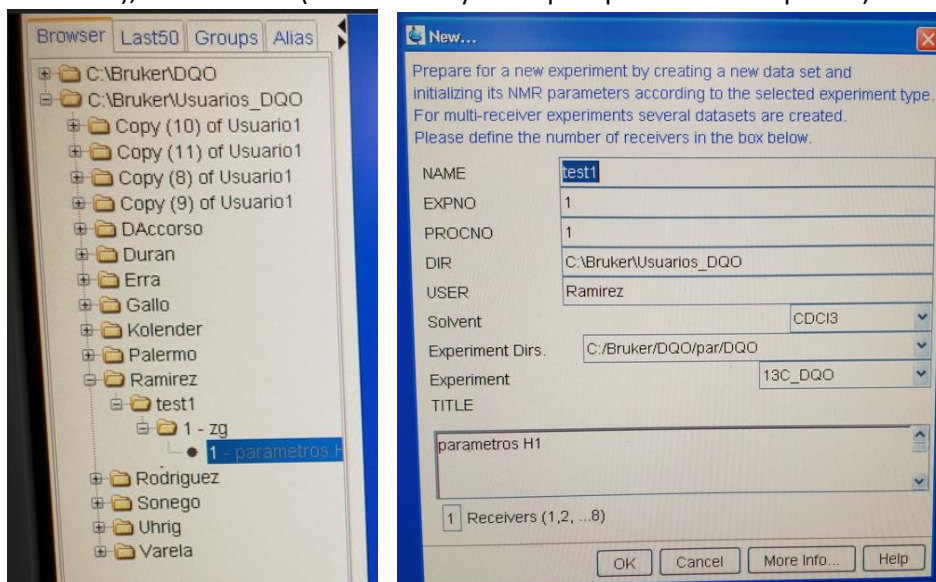 Browser Last50 Groups Alias
C:\Bruker\DQO
C:\Bruker\Usuarios_DQO
Copy (10) of Usuario1
Copy (11) of Usuario1
Copy (8) of Usuario1
Copy (9) of Usuario1
DAccorso
Duran
Erra
Gallo
Kolender
Palermo
Ramirez
test1
1 - zg
1 - parametros H
Rodriguez
Sonego
Uhrig
Varela
New...
Prepare for a new experiment by creating a new data set and
initializing its NMR parameters according to the selected experiment type.
For multi-receiver experiments several datasets are created.
Please define the number of receivers in the box below.
NAME test1
EXPNO 1
PROCNO 1
DIR C:\Bruker\Usuarios_DQO
USER Ramirez
Solvent CDCl3
Experiment Dirs. C:/Bruker/DQO/par/DQO
Experiment 13C_DQO
TITLE
parametros H1
1 Receivers (1,2, ...8)
OK Cancel More Info... Help